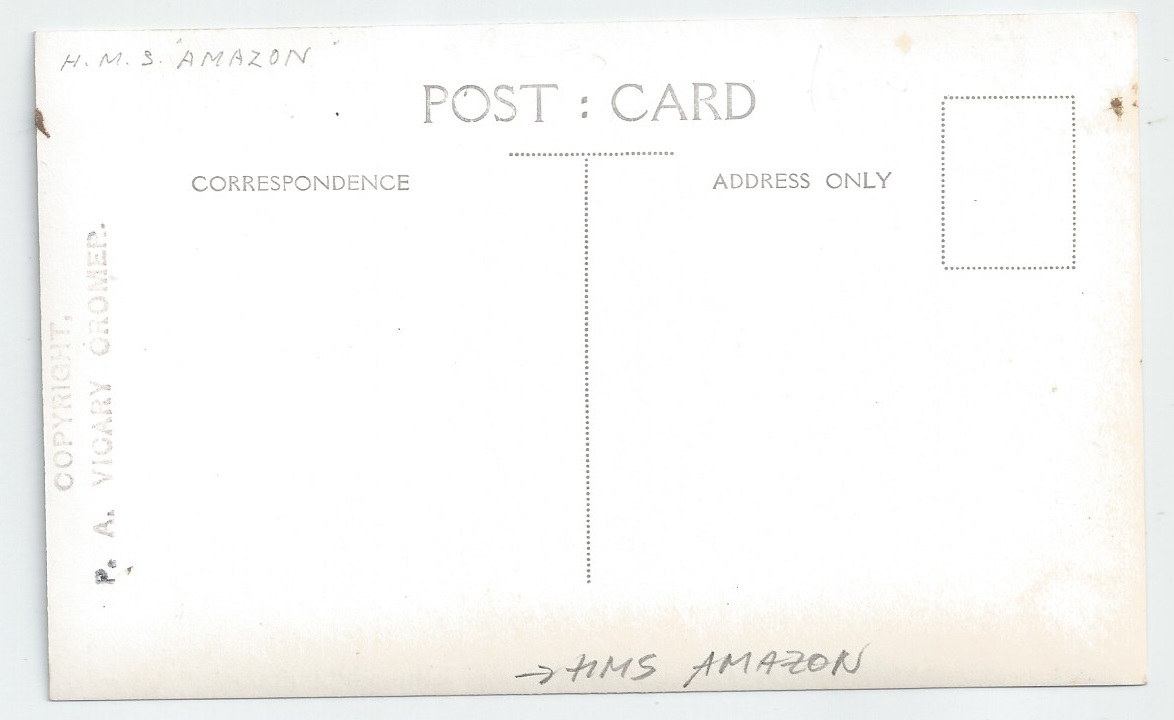 H. M. S. "AMAZON"
POST : CARD
CORRESPONDENCE
ADDRESS ONLY
COPYRIGHT,
P. A. VICARY CROMER.
→ HMS AMAZON